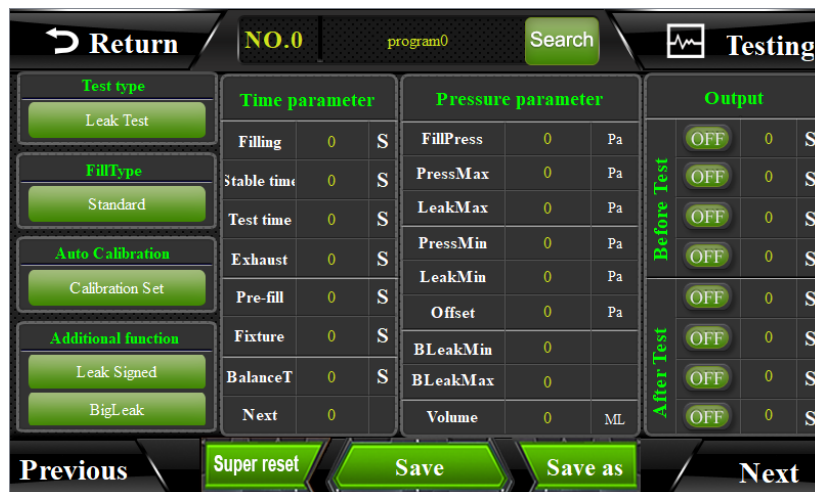 Return
NO.0
program0
Search
Testing
Test type
Leak Test
FillType
Standard
Auto Calibration
Calibration Set
Additional function
Leak Signed
BigLeak
Time parameter
Filling 0 S
Stable time 0 S
Test time 0 S
Exhaust 0 S
Pre-fill 0 S
Fixture 0 S
BalanceT 0 S
Next 0
Pressure parameter
FillPress 0 Pa
PressMax 0 Pa
LeakMax 0 Pa
PressMin 0 Pa
LeakMin 0 Pa
Offset 0 Pa
BLeakMin 0
BLeakMax 0
Volume 0 ML
Output
Before Test
OFF 0 S
OFF 0 S
OFF 0 S
OFF 0 S
After Test
OFF 0 S
OFF 0 S
OFF 0 S
OFF 0 S
Previous
Super reset
Save
Save as
Next